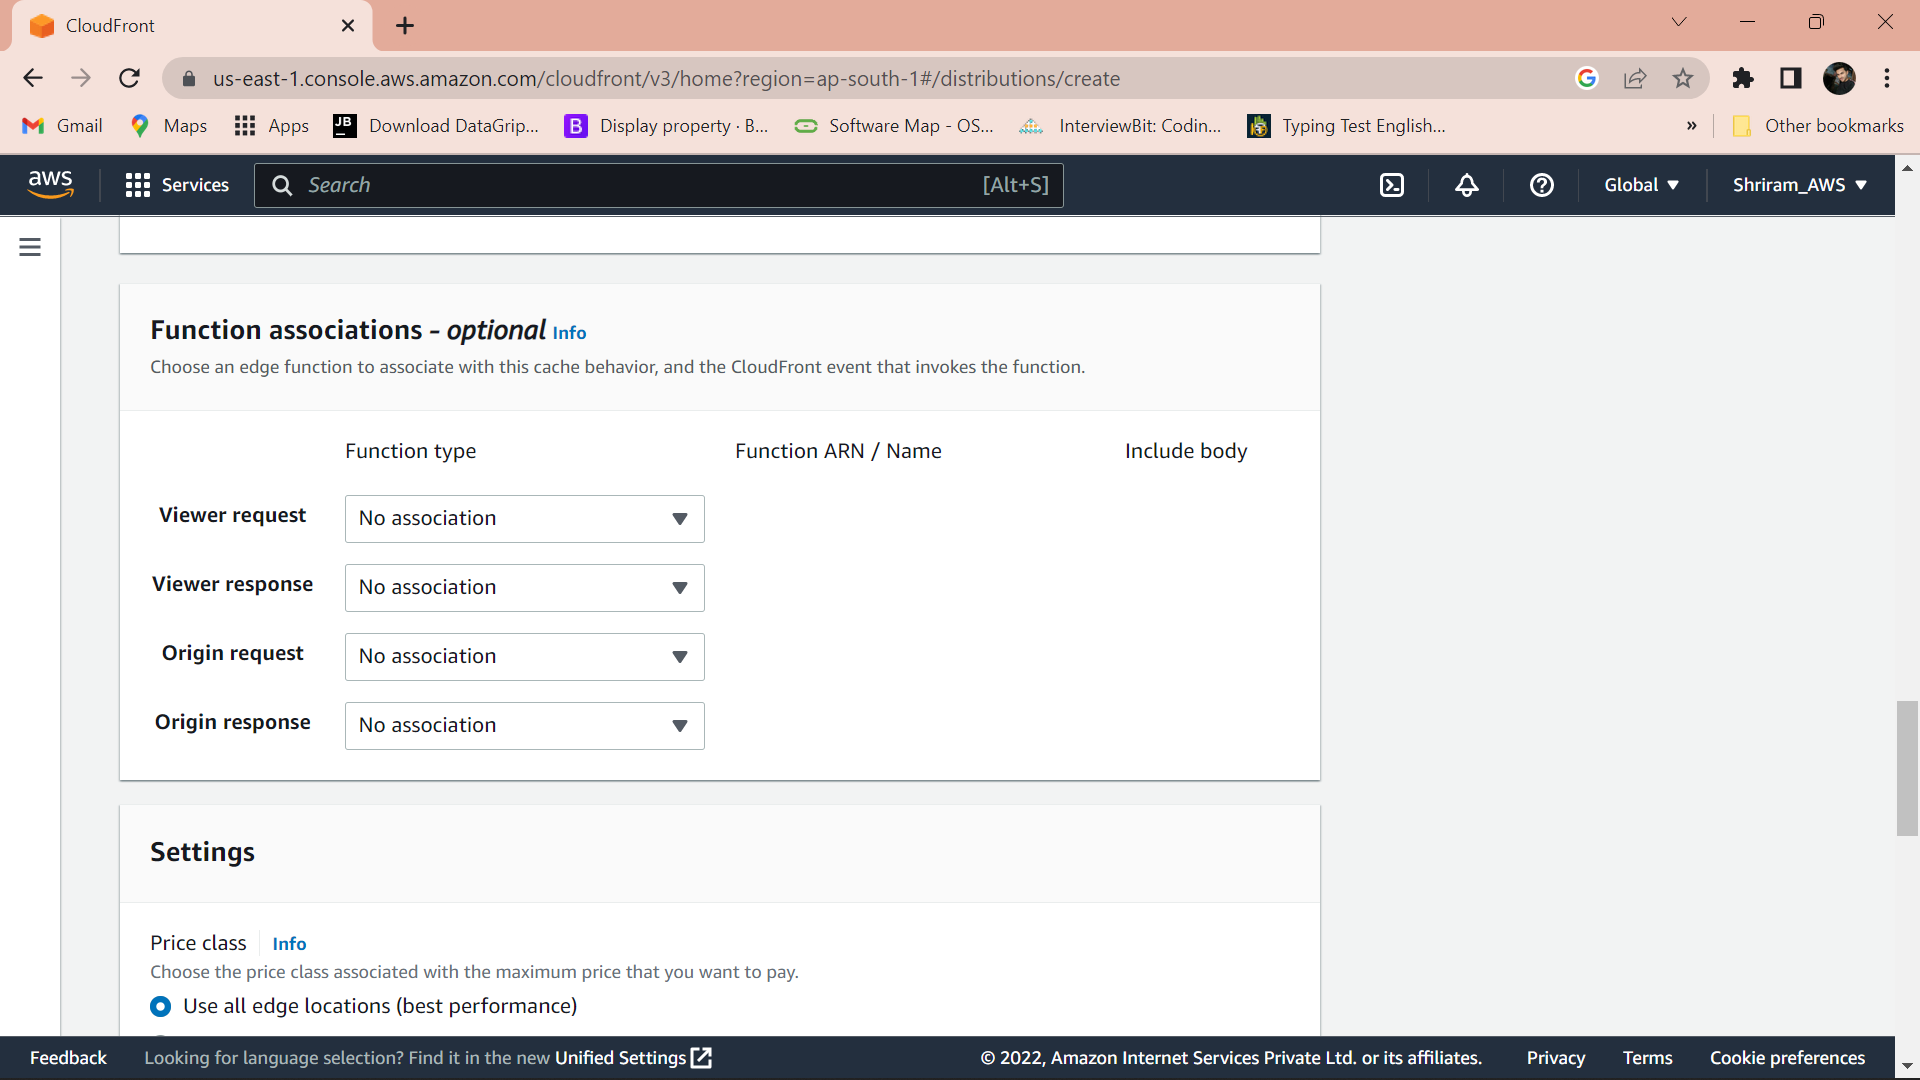 CloudFront
us-east-1.console.aws.amazon.com/cloudfront/v3/home?region=ap-south-1#/distributions/create
Gmail Maps Apps JB Download DataGrip... B Display property · B... Software Map - OS... InterviewBit: Codin... Typing Test English... » Other bookmarks
aws Services Search [Alt+S] Global Shriram_AWS
Function associations - optional Info
Choose an edge function to associate with this cache behavior, and the CloudFront event that invokes the function.
Function type Function ARN / Name Include body
Viewer request No association
Viewer response No association
Origin request No association
Origin response No association
Settings
Price class Info
Choose the price class associated with the maximum price that you want to pay.
Use all edge locations (best performance)
Feedback Looking for language selection? Find it in the new Unified Settings © 2022, Amazon Internet Services Private Ltd. or its affiliates. Privacy Terms Cookie preferences